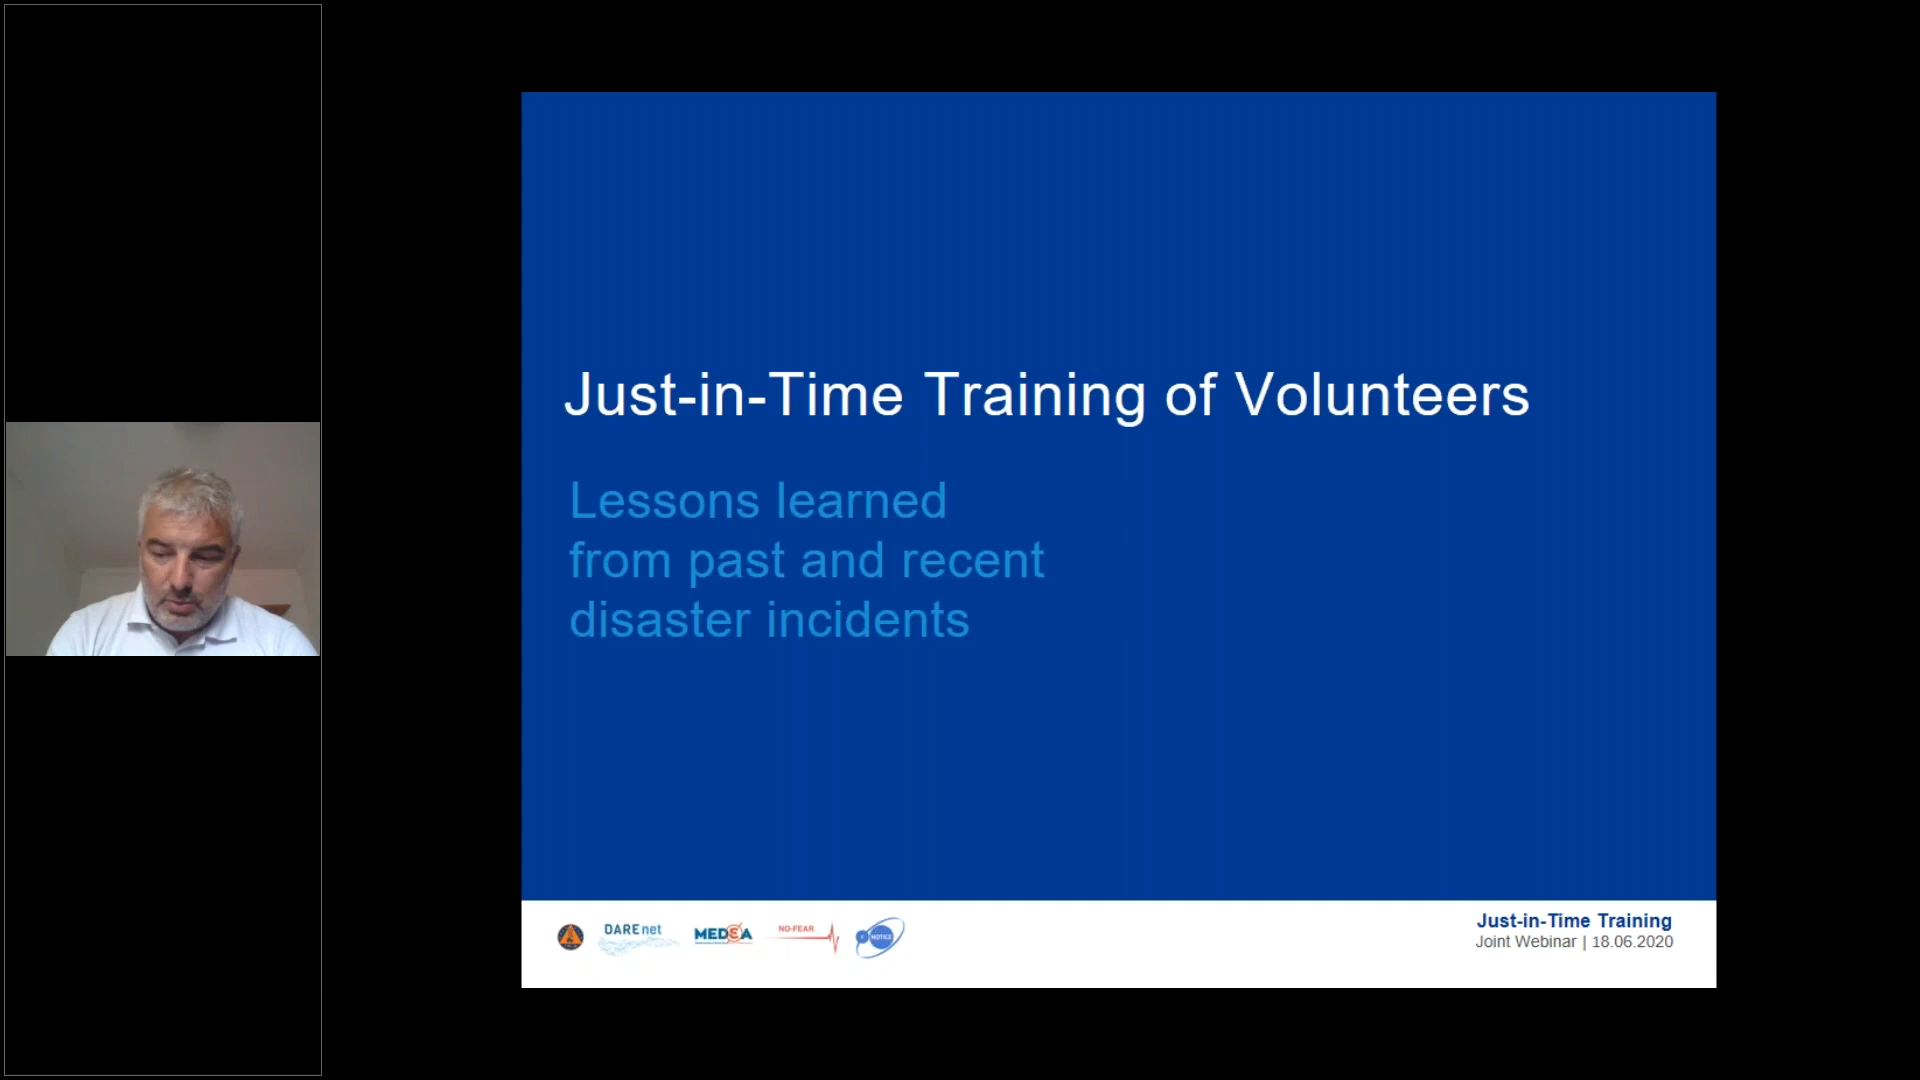 Just-in-Time Training of Volunteers
Lessons learned
from past and recent
disaster incidents
DAREnet
MEDEA
NO-FEAR
NOTICE
Just-in-Time Training
Joint Webinar | 18.06.2020